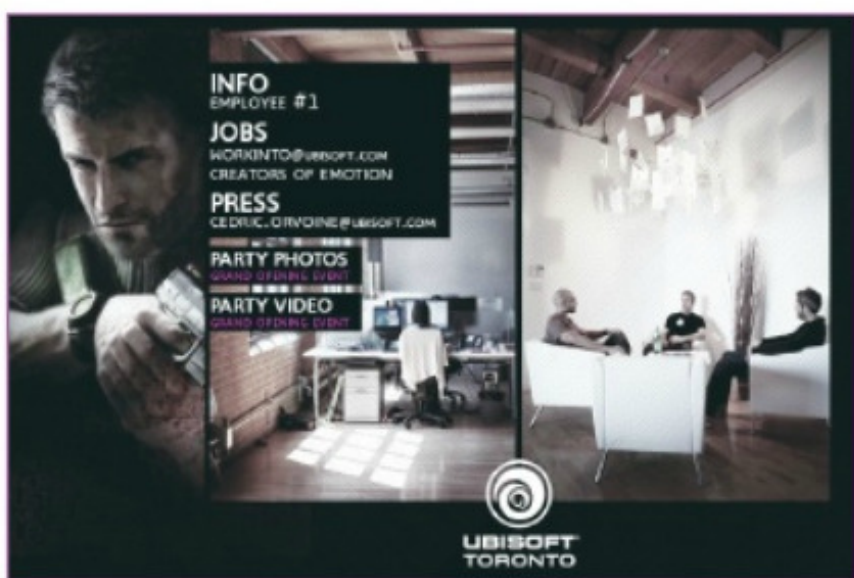 INFO
EMPLOYEE #1
JOBS
WORKINTO@UBISOFT.COM
CREATORS OF EMOTION
PRESS
CEDRIC.ORVOINE@UBISOFT.COM
PARTY PHOTOS
GRAND OPENING EVENT
PARTY VIDEO
GRAND OPENING EVENT
UBISOFT
TORONTO